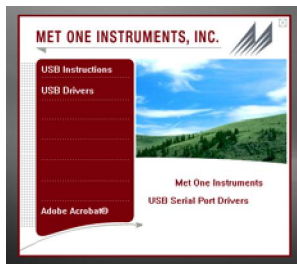 MET ONE INSTRUMENTS, INC.
USB Instructions
USB Drivers
Met One Instruments
USB Serial Port Drivers
Adobe Acrobat®